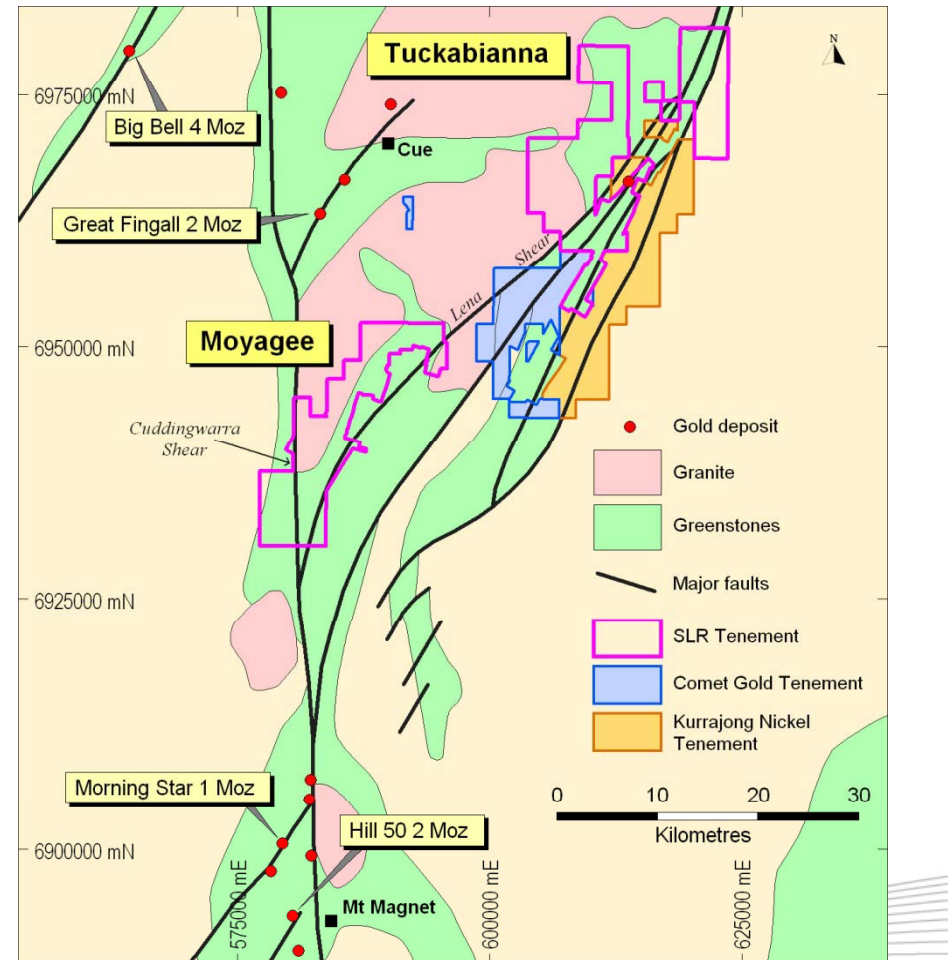 Tuckabianna
N
6975000 mN
Big Bell 4 Moz
Cue
Great Fingall 2 Moz
Lena Shear
Moyagee
6950000 mN
Cuddingwarra
Shear
Gold deposit
Granite
Greenstones
Major faults
6925000 mN
SLR Tenement
Comet Gold Tenement
Kurrajong Nickel
Tenement
Morning Star 1 Moz
0 10 20 30
Kilometres
Hill 50 2 Moz
6900000 mN
Mt Magnet
575000 mE
600000 mE
625000 mE